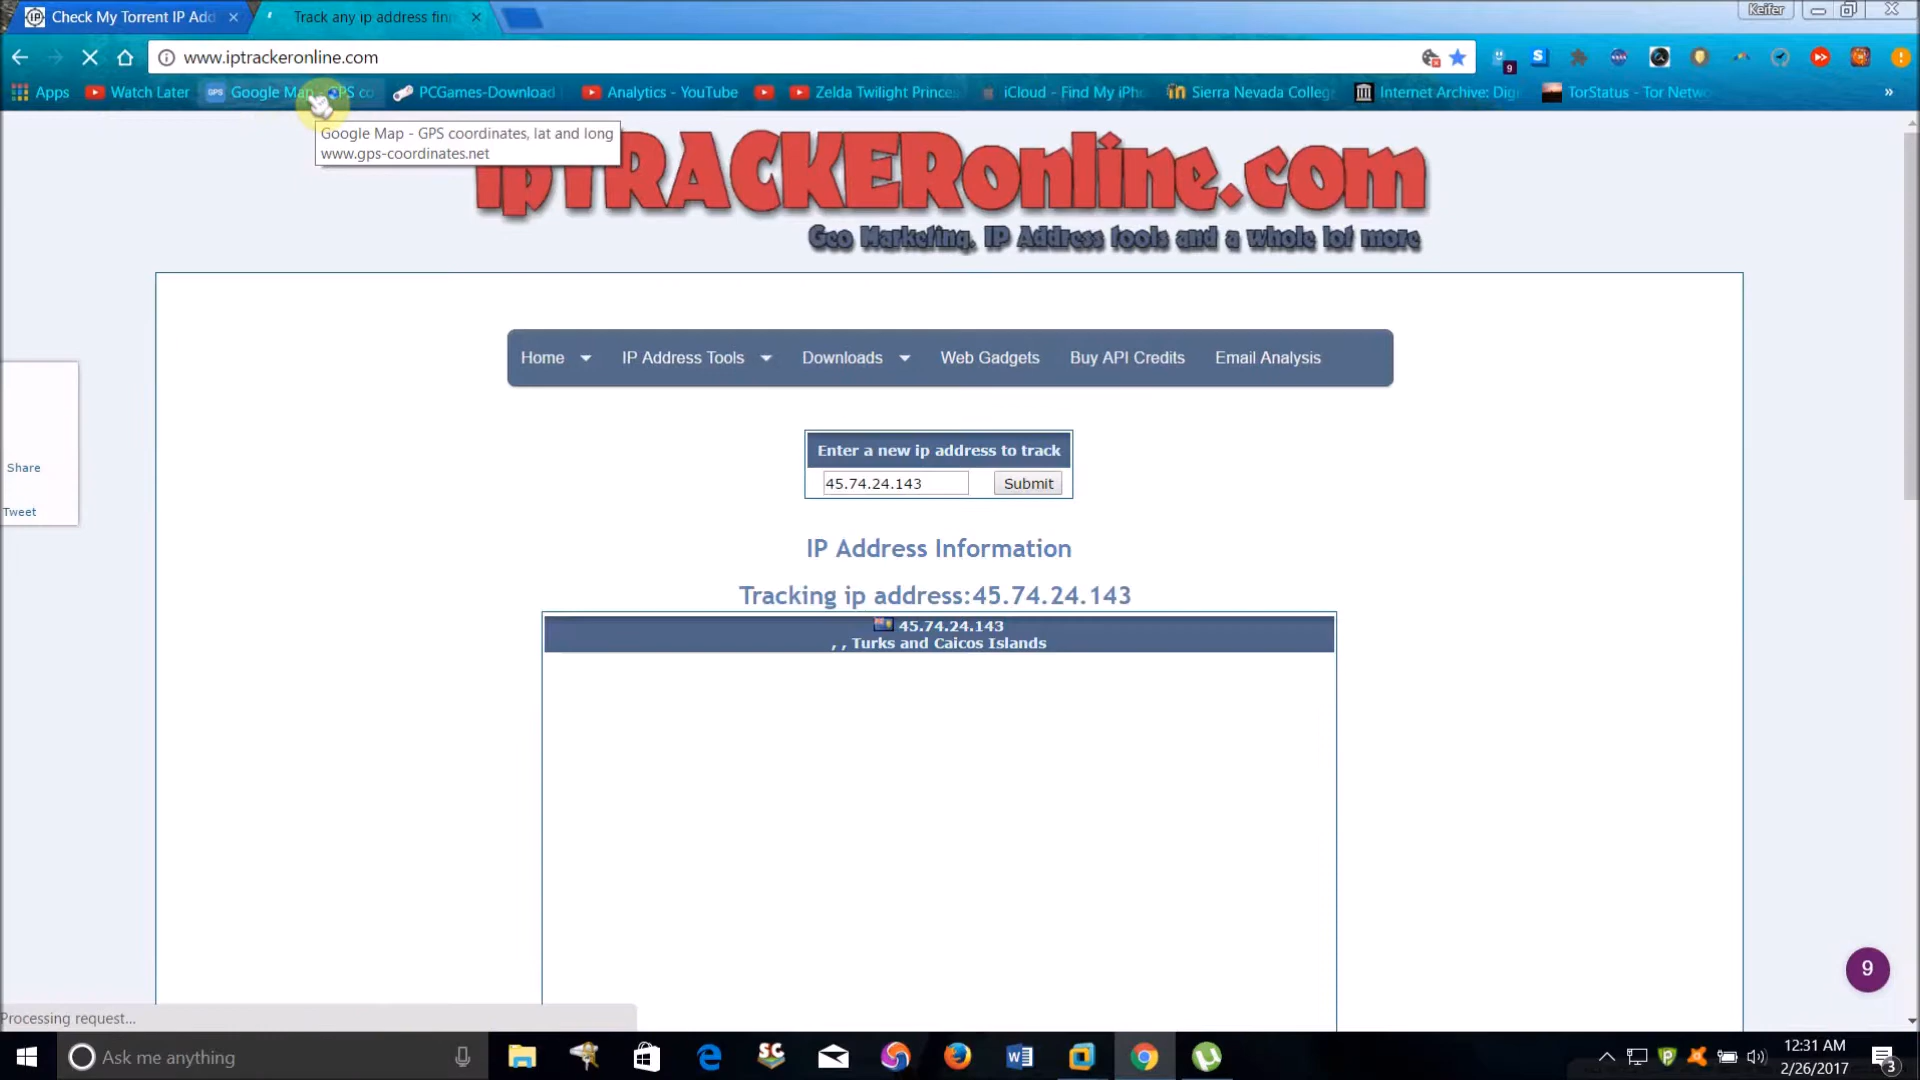 Check My Torrent IP Add
Track any ip address fin
Keifer
www.iptrackeronline.com
9
Apps
Watch Later
Google Map - GPS co
PCGames-Download
Analytics - YouTube
Zelda Twilight Prince
iCloud - Find My iPh
Sierra Nevada Colleg
Internet Archive: Digi
TorStatus - Tor Netwo
»
Google Map - GPS coordinates, lat and long
www.gps-coordinates.net
ipTRACKERonline.com
Geo Marketing, IP Address tools and a whole lot more
Home
IP Address Tools
Downloads
Web Gadgets
Buy API Credits
Email Analysis
Enter a new ip address to track
45.74.24.143
Submit
Share
Tweet
IP Address Information
Tracking ip address:45.74.24.143
45.74.24.143
, , Turks and Caicos Islands
9
Processing request...
Ask me anything
12:31 AM
2/26/2017
3